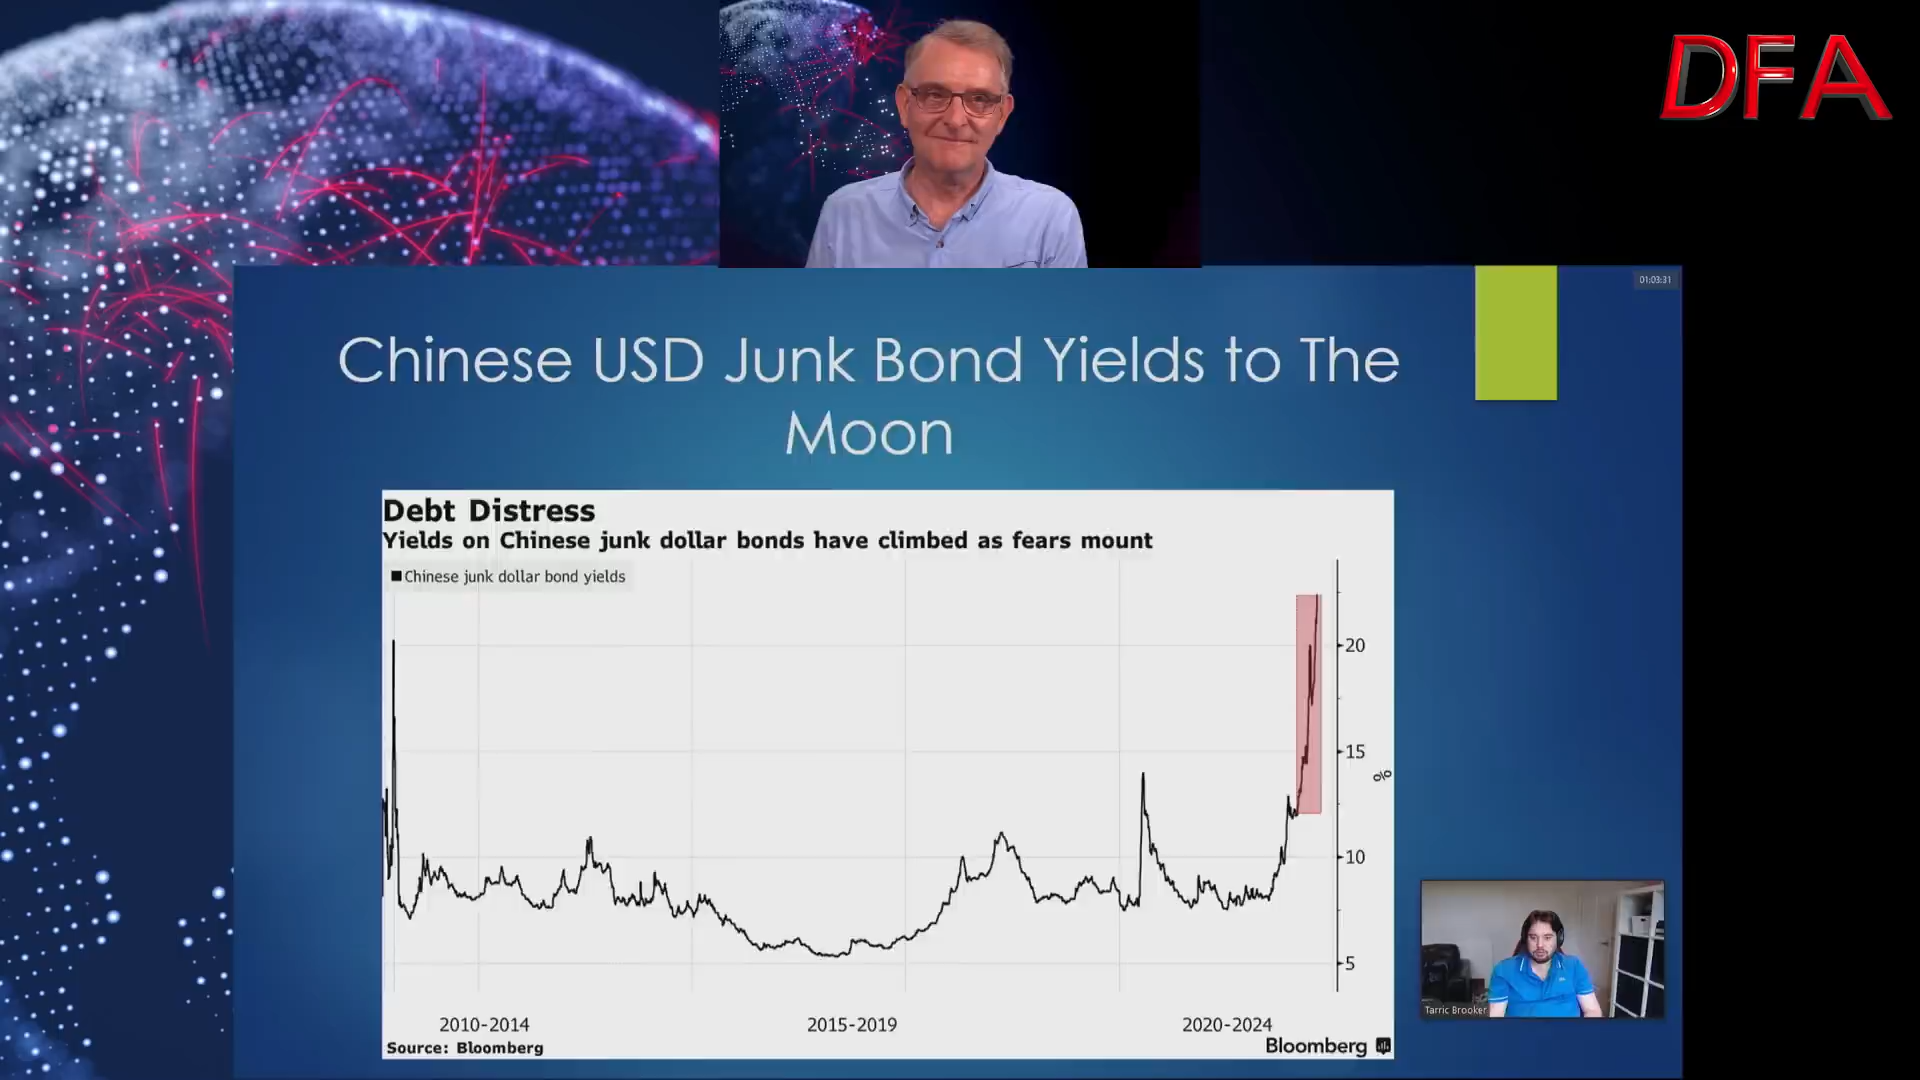 DFA
01:03:31
Chinese USD Junk Bond Yields to The
Moon
Debt Distress
Yields on Chinese junk dollar bonds have climbed as fears mount
Chinese junk dollar bond yields
20
15
%
10
5
2010-2014 2015-2019 2020-2024
Source: Bloomberg
Bloomberg
Tarric Brooker